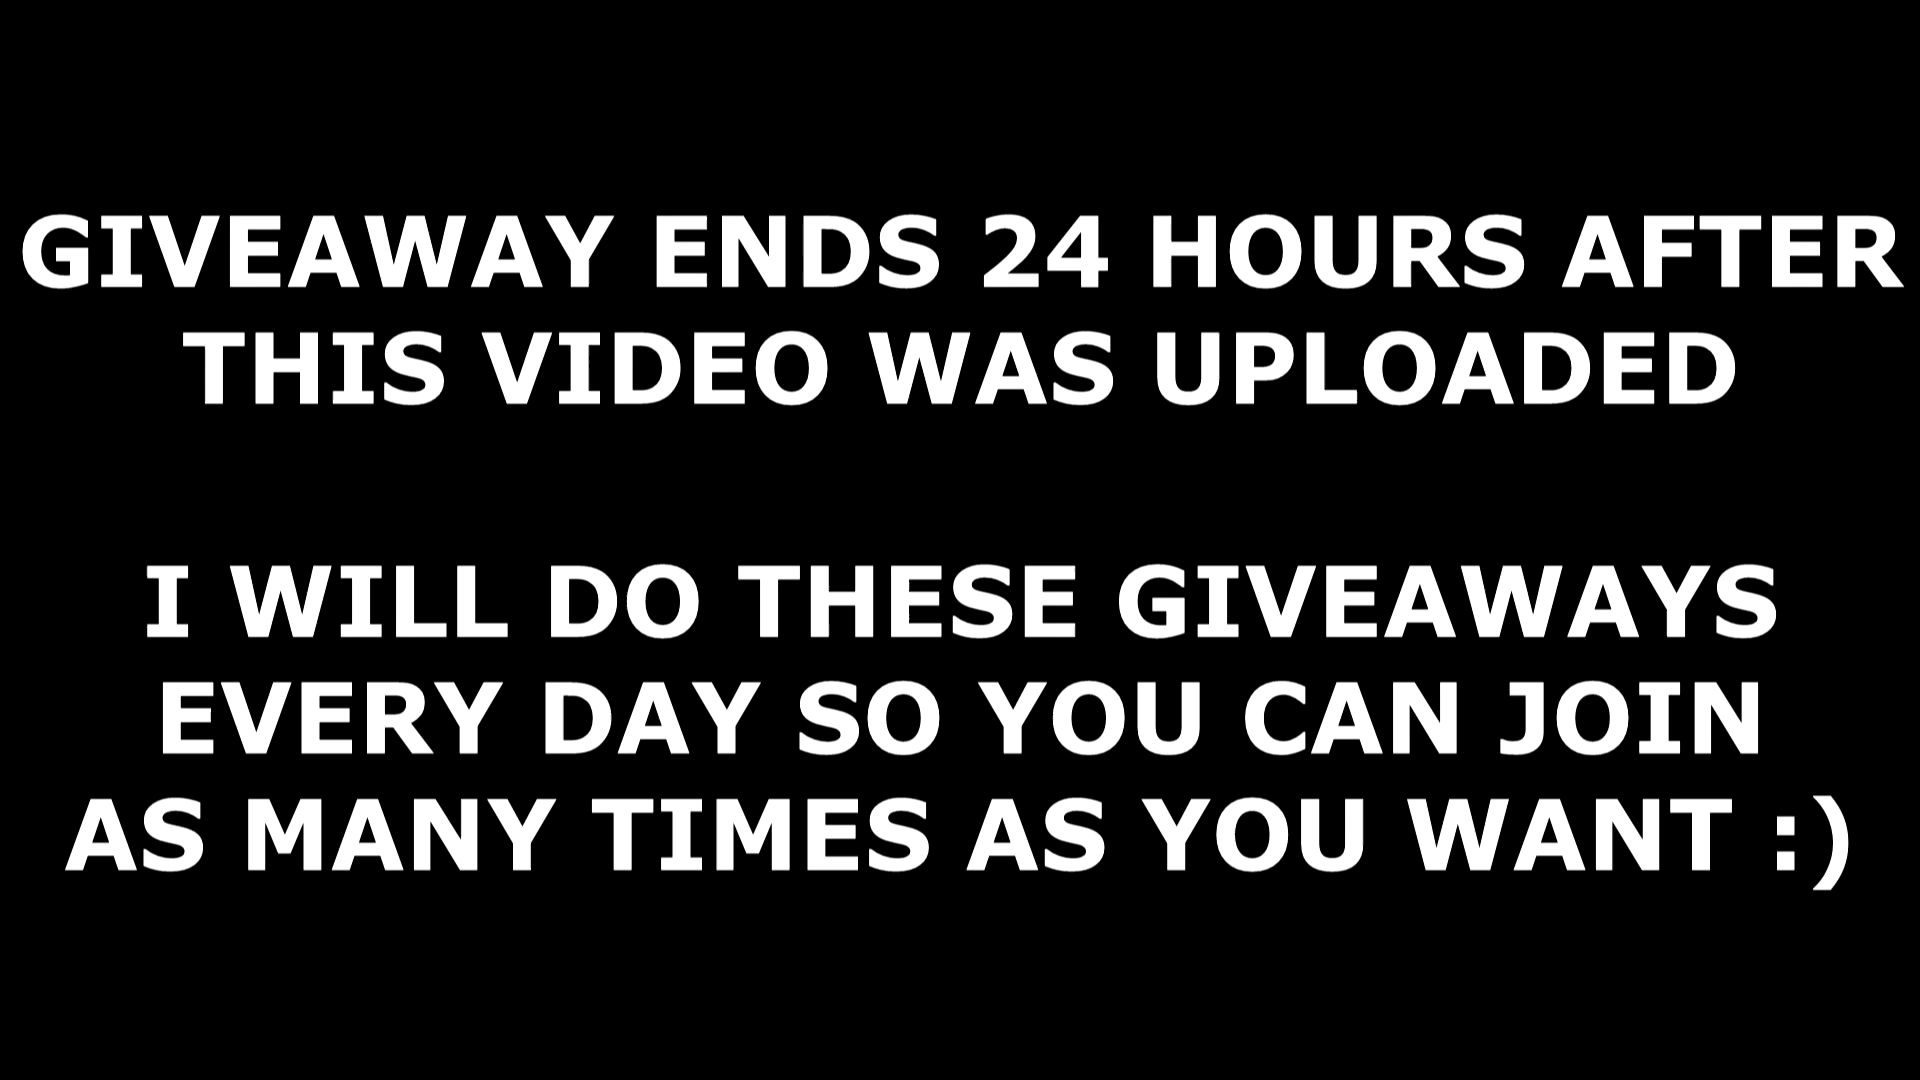 GIVEAWAY ENDS 24 HOURS AFTER
THIS VIDEO WAS UPLOADED
I WILL DO THESE GIVEAWAYS
EVERY DAY SO YOU CAN JOIN
AS MANY TIMES AS YOU WANT :)